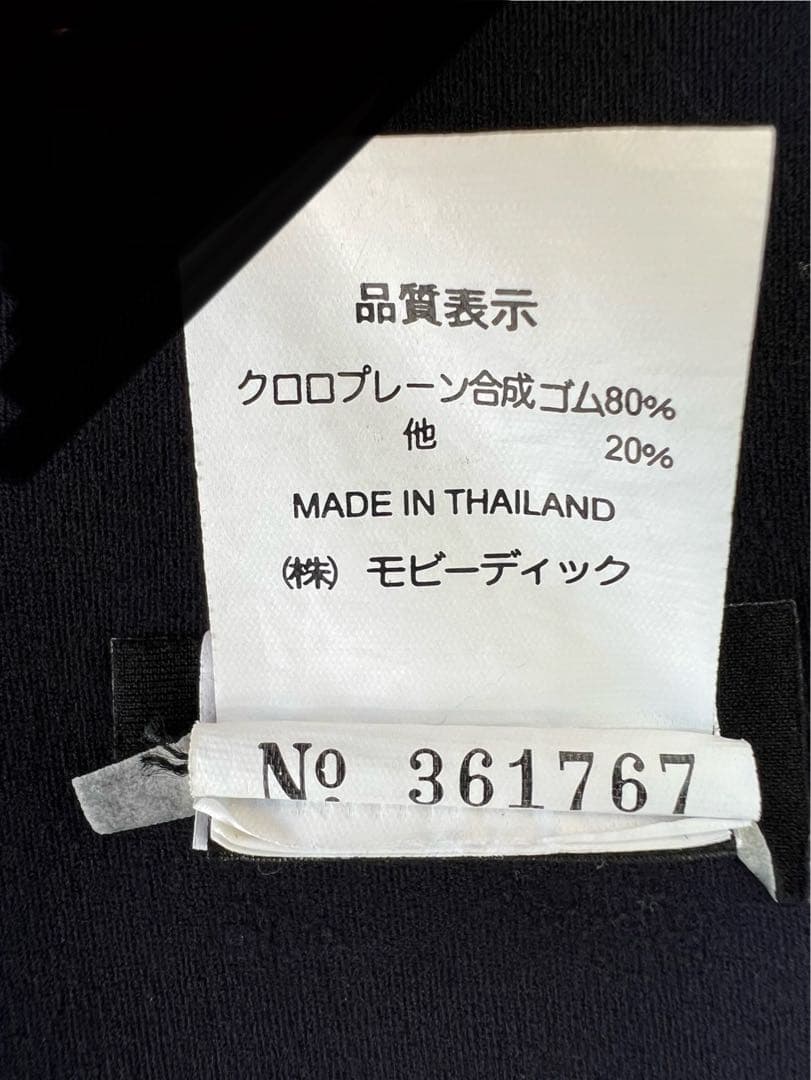 品質表示
クロロプレーン合成ゴム80%
他 20%
MADE IN THAILAND
(株) モビーディック
No 361767